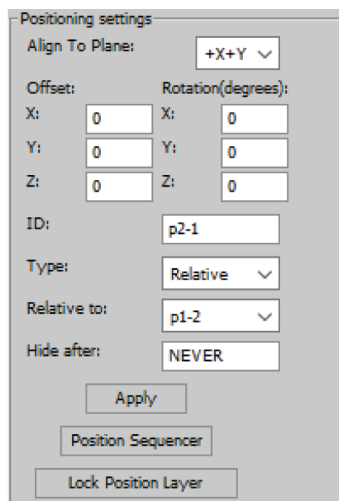 Positioning settings
Align To Plane: +X+Y
Offset: Rotation(degrees):
X: 0 X: 0
Y: 0 Y: 0
Z: 0 Z: 0
ID: p2-1
Type: Relative
Relative to: p1-2
Hide after: NEVER
Apply
Position Sequencer
Lock Position Layer